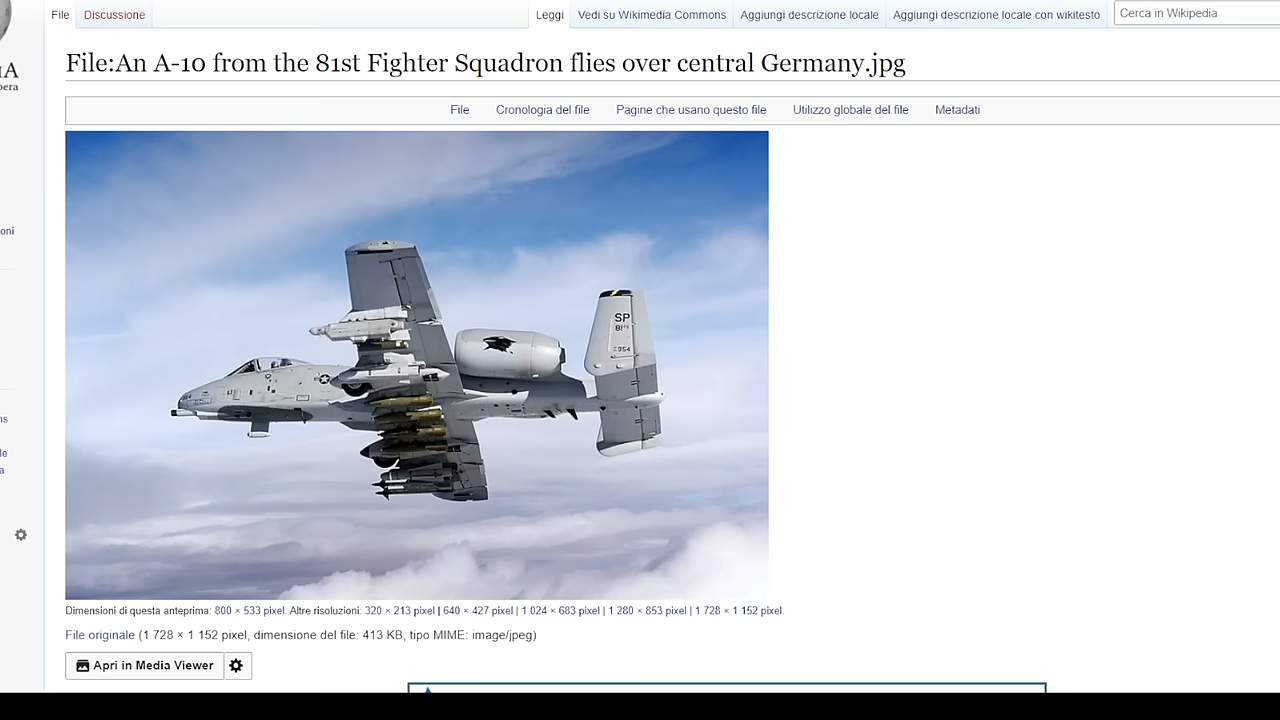 File Discussione Leggi Vedi su Wikimedia Commons Aggiungi descrizione locale Aggiungi descrizione locale con wikitesto Cerca in Wikipedia
File:An A-10 from the 81st Fighter Squadron flies over central Germany.jpg
File Cronologia del file Pagine che usano questo file Utilizzo globale del file Metadati
SP
81
954
Dimensioni di questa anteprima: 800 × 533 pixel. Altre risoluzioni: 320 × 213 pixel | 640 × 427 pixel | 1 024 × 683 pixel | 1 280 × 853 pixel | 1 728 × 1 152 pixel.
File originale (1 728 × 1 152 pixel, dimensione del file: 413 KB, tipo MIME: image/jpeg)
Apri in Media Viewer